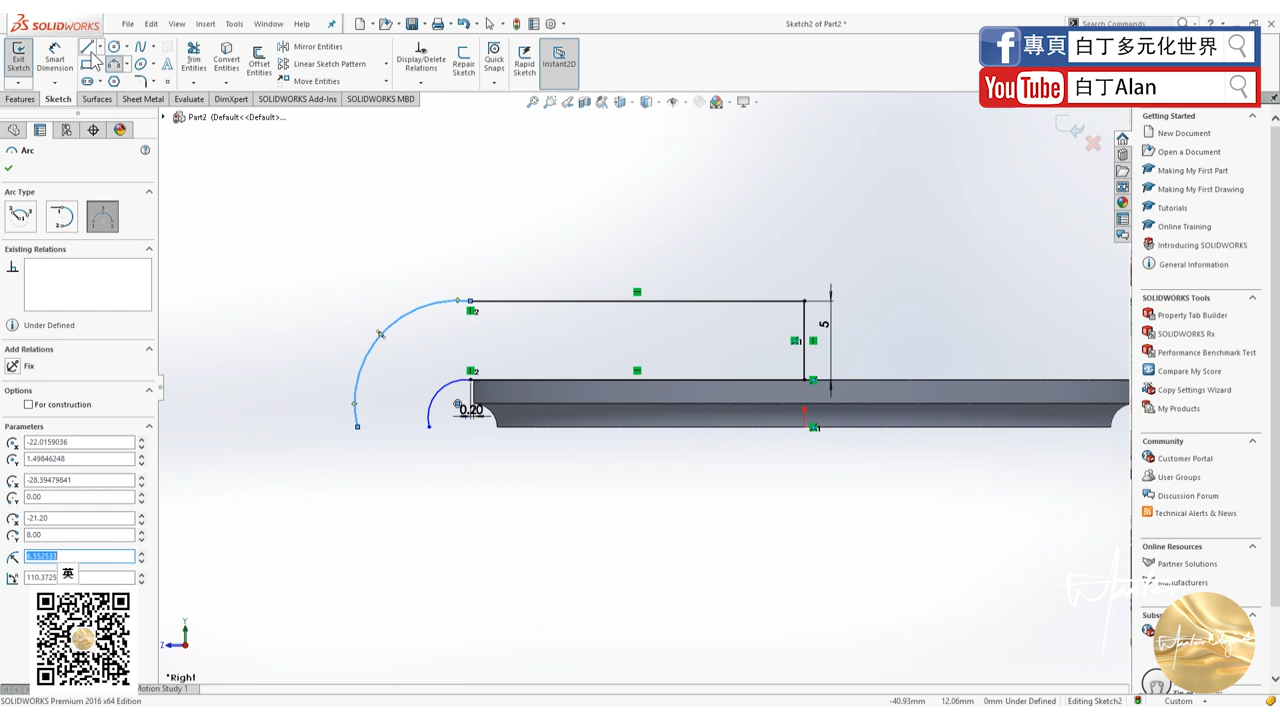 SOLIDWORKS
File Edit View Insert Tools Window Help
Sketch2 of Part2 *
Search Commands
Exit Sketch
Smart Dimension
Trim Entities
Convert Entities
Offset Entities
Mirror Entities
Linear Sketch Pattern
Move Entities
Display/Delete Relations
Repair Sketch
Quick Snaps
Rapid Sketch
Instant2D
專頁 白丁多元化世界
YouTube 白丁Alan
Features Sketch Surfaces Sheet Metal Evaluate DimXpert SOLIDWORKS Add-Ins SOLIDWORKS MBD
Part2 (Default<<Default>...
Arc
Arc Type
Existing Relations
Under Defined
Add Relations
Fix
Options
For construction
Parameters
-22.0159036
1.49846248
-28.39479841
0.00
-21.20
8.00
6.552533
110.3725
英
5
0.20
2
2
1
1
Y
Z
*Right
Getting Started
New Document
Open a Document
Making My First Part
Making My First Drawing
Tutorials
Online Training
Introducing SOLIDWORKS
General Information
SOLIDWORKS Tools
Property Tab Builder
SOLIDWORKS Rx
Performance Benchmark Test
Compare My Score
Copy Settings Wizard
My Products
Community
Customer Portal
User Groups
Discussion Forum
Technical Alerts & News
Online Resources
Partner Solutions
Manufacturers
Motion Study 1
SOLIDWORKS Premium 2016 x64 Edition
-40.93mm 12.06mm 0mm Under Defined Editing Sketch2 Custom